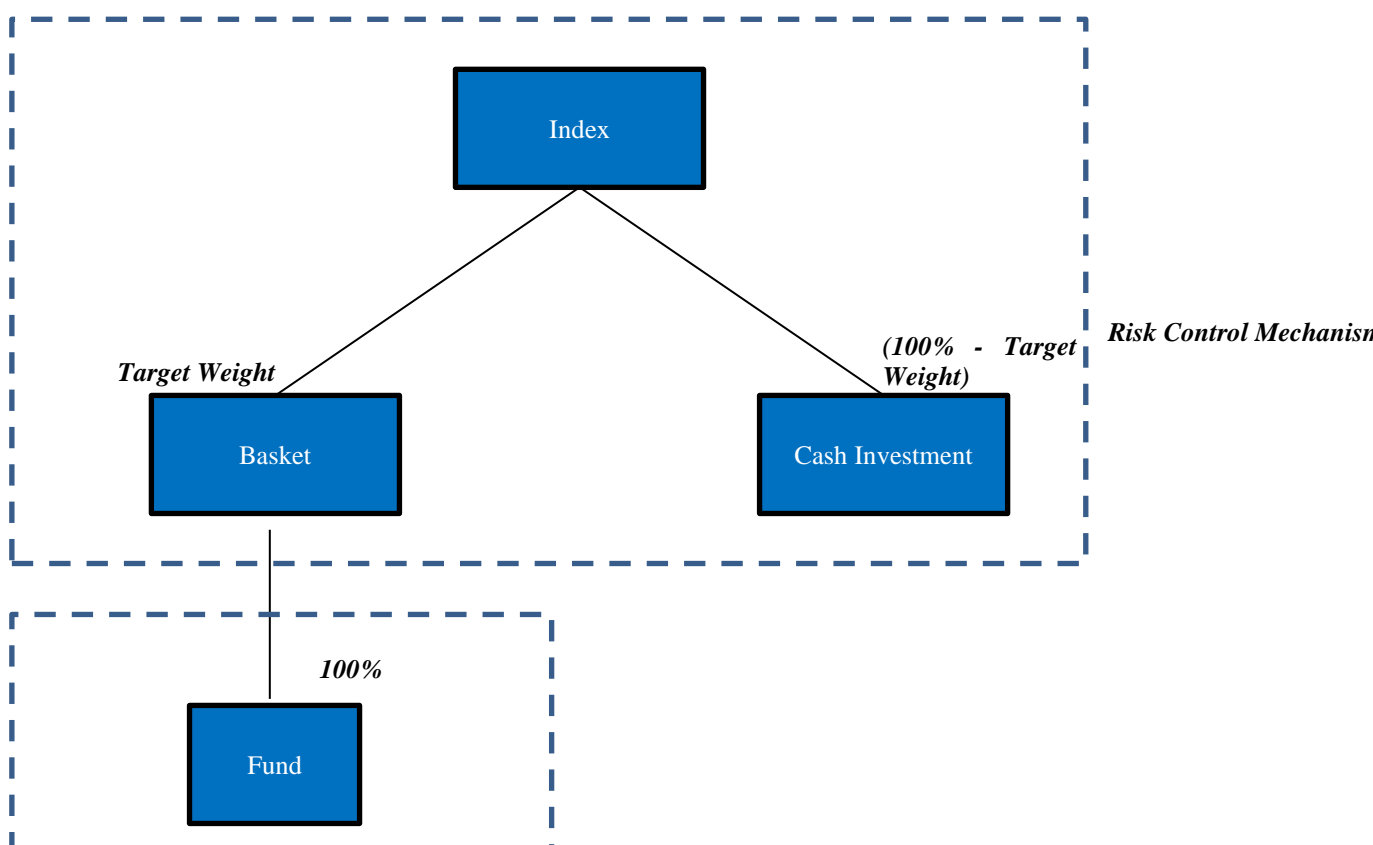 Index
(100% - Target
Weight)
Risk Control Mechanism
Target Weight
Basket
Cash Investment
100%
Fund